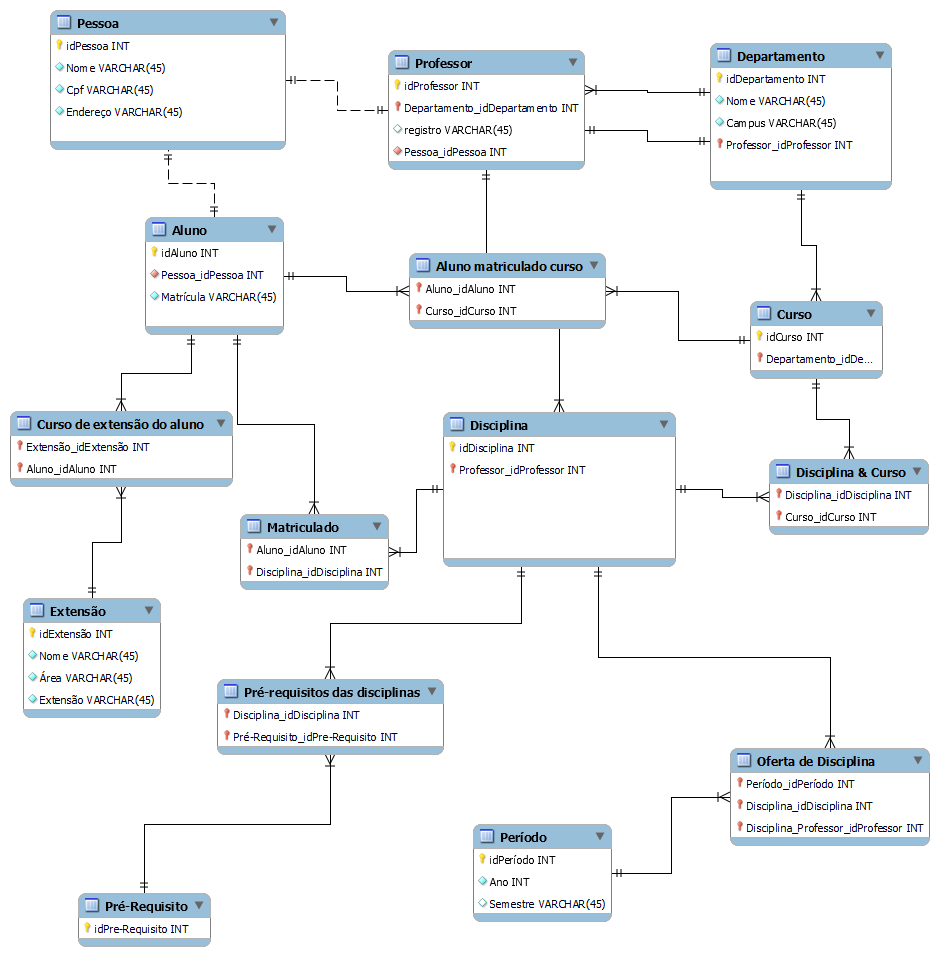 Pessoa
idPessoa INT
Nome VARCHAR(45)
Cpf VARCHAR(45)
Endereço VARCHAR(45)
Professor
idProfessor INT
Departamento_idDepartamento INT
registro VARCHAR(45)
Pessoa_idPessoa INT
Departamento
idDepartamento INT
Nome VARCHAR(45)
Campus VARCHAR(45)
Professor_idProfessor INT
Aluno
idAluno INT
Pessoa_idPessoa INT
Matrícula VARCHAR(45)
Aluno matriculado curso
Aluno_idAluno INT
Curso_idCurso INT
Curso
idCurso INT
Departamento_idDe...
Curso de extensão do aluno
Extensão_idExtensão INT
Aluno_idAluno INT
Disciplina
idDisciplina INT
Professor_idProfessor INT
Disciplina & Curso
Disciplina_idDisciplina INT
Curso_idCurso INT
Matriculado
Aluno_idAluno INT
Disciplina_idDisciplina INT
Extensão
idExtensão INT
Nome VARCHAR(45)
Área VARCHAR(45)
Extensão VARCHAR(45)
Pré-requisitos das disciplinas
Disciplina_idDisciplina INT
Pré-Requisito_idPre-Requisito INT
Oferta de Disciplina
Período_idPeríodo INT
Disciplina_idDisciplina INT
Disciplina_Professor_idProfessor INT
Período
idPeríodo INT
Ano INT
Semestre VARCHAR(45)
Pré-Requisito
idPre-Requisito INT